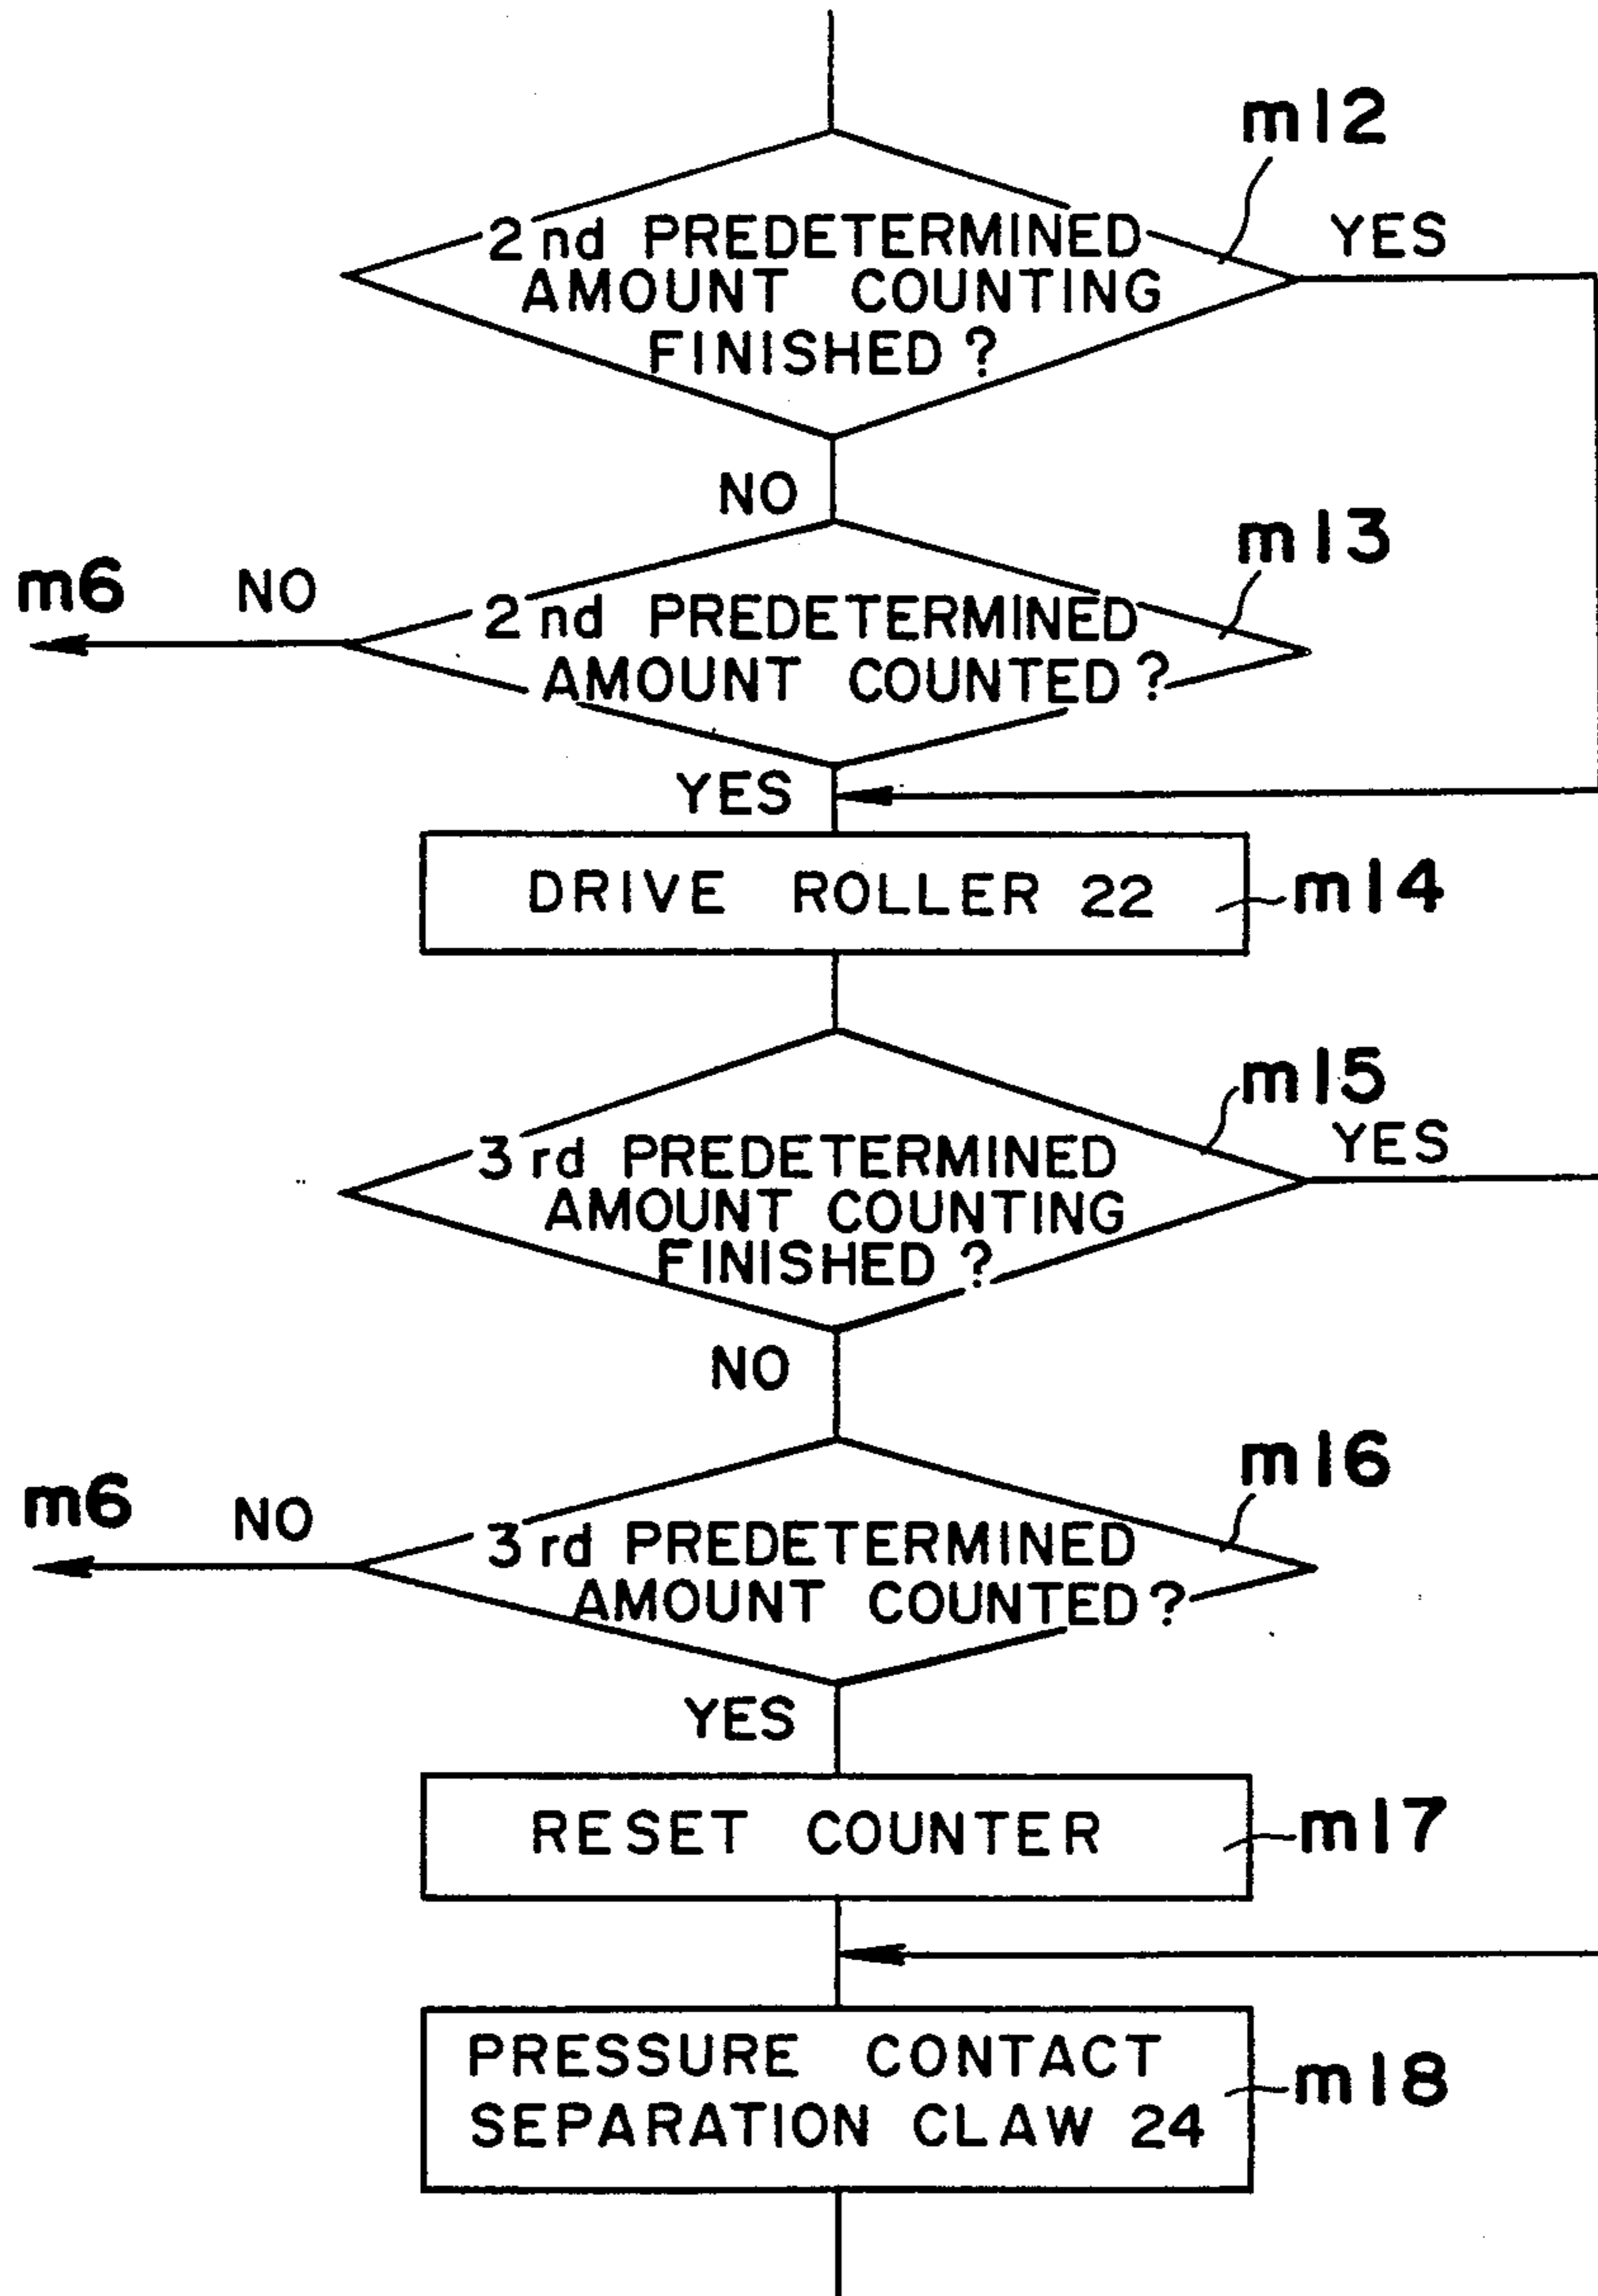 m12
2nd PREDETERMINED
AMOUNT COUNTING
FINISHED ?
YES
NO
m13
2nd PREDETERMINED
AMOUNT COUNTED ?
m6
NO
YES
DRIVE ROLLER 22
m14
m15
3rd PREDETERMINED
AMOUNT COUNTING
FINISHED ?
YES
NO
m16
3rd PREDETERMINED
AMOUNT COUNTED ?
m6
NO
YES
RESET COUNTER
m17
PRESSURE CONTACT
SEPARATION CLAW 24
m18